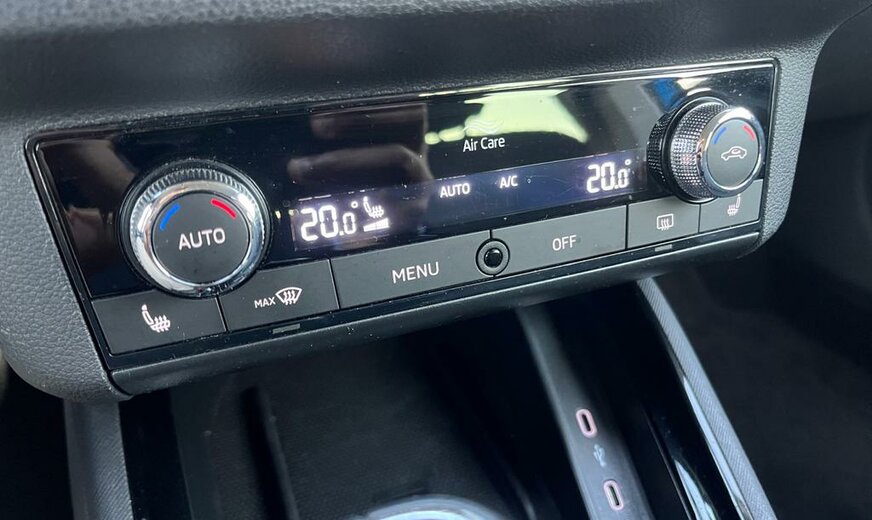 Air Care
20.0° AUTO A/C 20.0°
AUTO
MAX MENU OFF